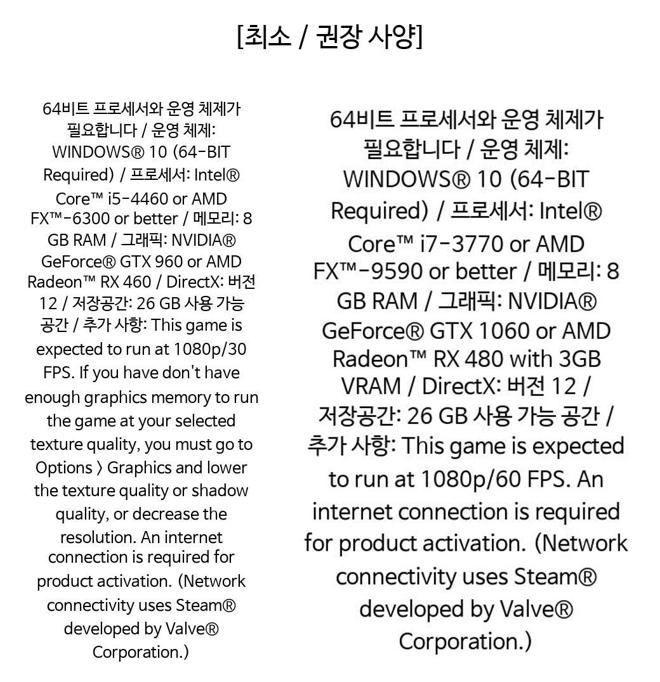 [최소 / 권장 사양]
64비트 프로세서와 운영 체제가
필요합니다 / 운영 체제:
WINDOWS® 10 (64-BIT
Required) / 프로세서: Intel®
Core™ i5-4460 or AMD
FX™-6300 or better / 메모리: 8
GB RAM / 그래픽: NVIDIA®
GeForce® GTX 960 or AMD
Radeon™ RX 460 / DirectX: 버전
12 / 저장공간: 26 GB 사용 가능
공간 / 추가 사항: This game is
expected to run at 1080p/30
FPS. If you have don't have
enough graphics memory to run
the game at your selected
texture quality, you must go to
Options > Graphics and lower
the texture quality or shadow
quality, or decrease the
resolution. An internet
connection is required for
product activation. (Network
connectivity uses Steam®
developed by Valve®
Corporation.)
64비트 프로세서와 운영 체제가
필요합니다 / 운영 체제:
WINDOWS® 10 (64-BIT
Required) / 프로세서: Intel®
Core™ i7-3770 or AMD
FX™-9590 or better / 메모리: 8
GB RAM / 그래픽: NVIDIA®
GeForce® GTX 1060 or AMD
Radeon™ RX 480 with 3GB
VRAM / DirectX: 버전 12 /
저장공간: 26 GB 사용 가능 공간 /
추가 사항: This game is expected
to run at 1080p/60 FPS. An
internet connection is required
for product activation. (Network
connectivity uses Steam®
developed by Valve®
Corporation.)